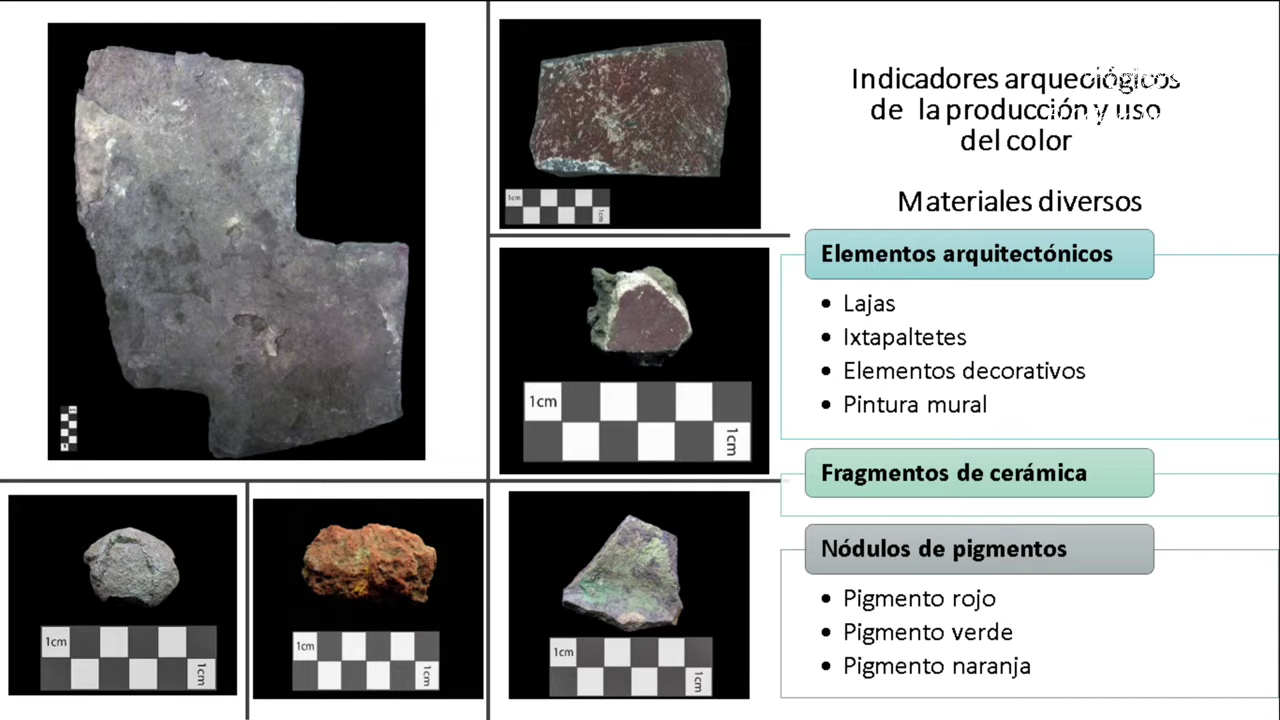 Indicadores arqueológicos
de la producción y uso
del color
Materiales diversos
Elementos arquitectónicos
• Lajas
• Ixtapaltetes
• Elementos decorativos
• Pintura mural
Fragmentos de cerámica
Nódulos de pigmentos
• Pigmento rojo
• Pigmento verde
• Pigmento naranja
1cm
1cm
1cm
1cm
1cm
1cm
1cm
1cm
1cm
1cm